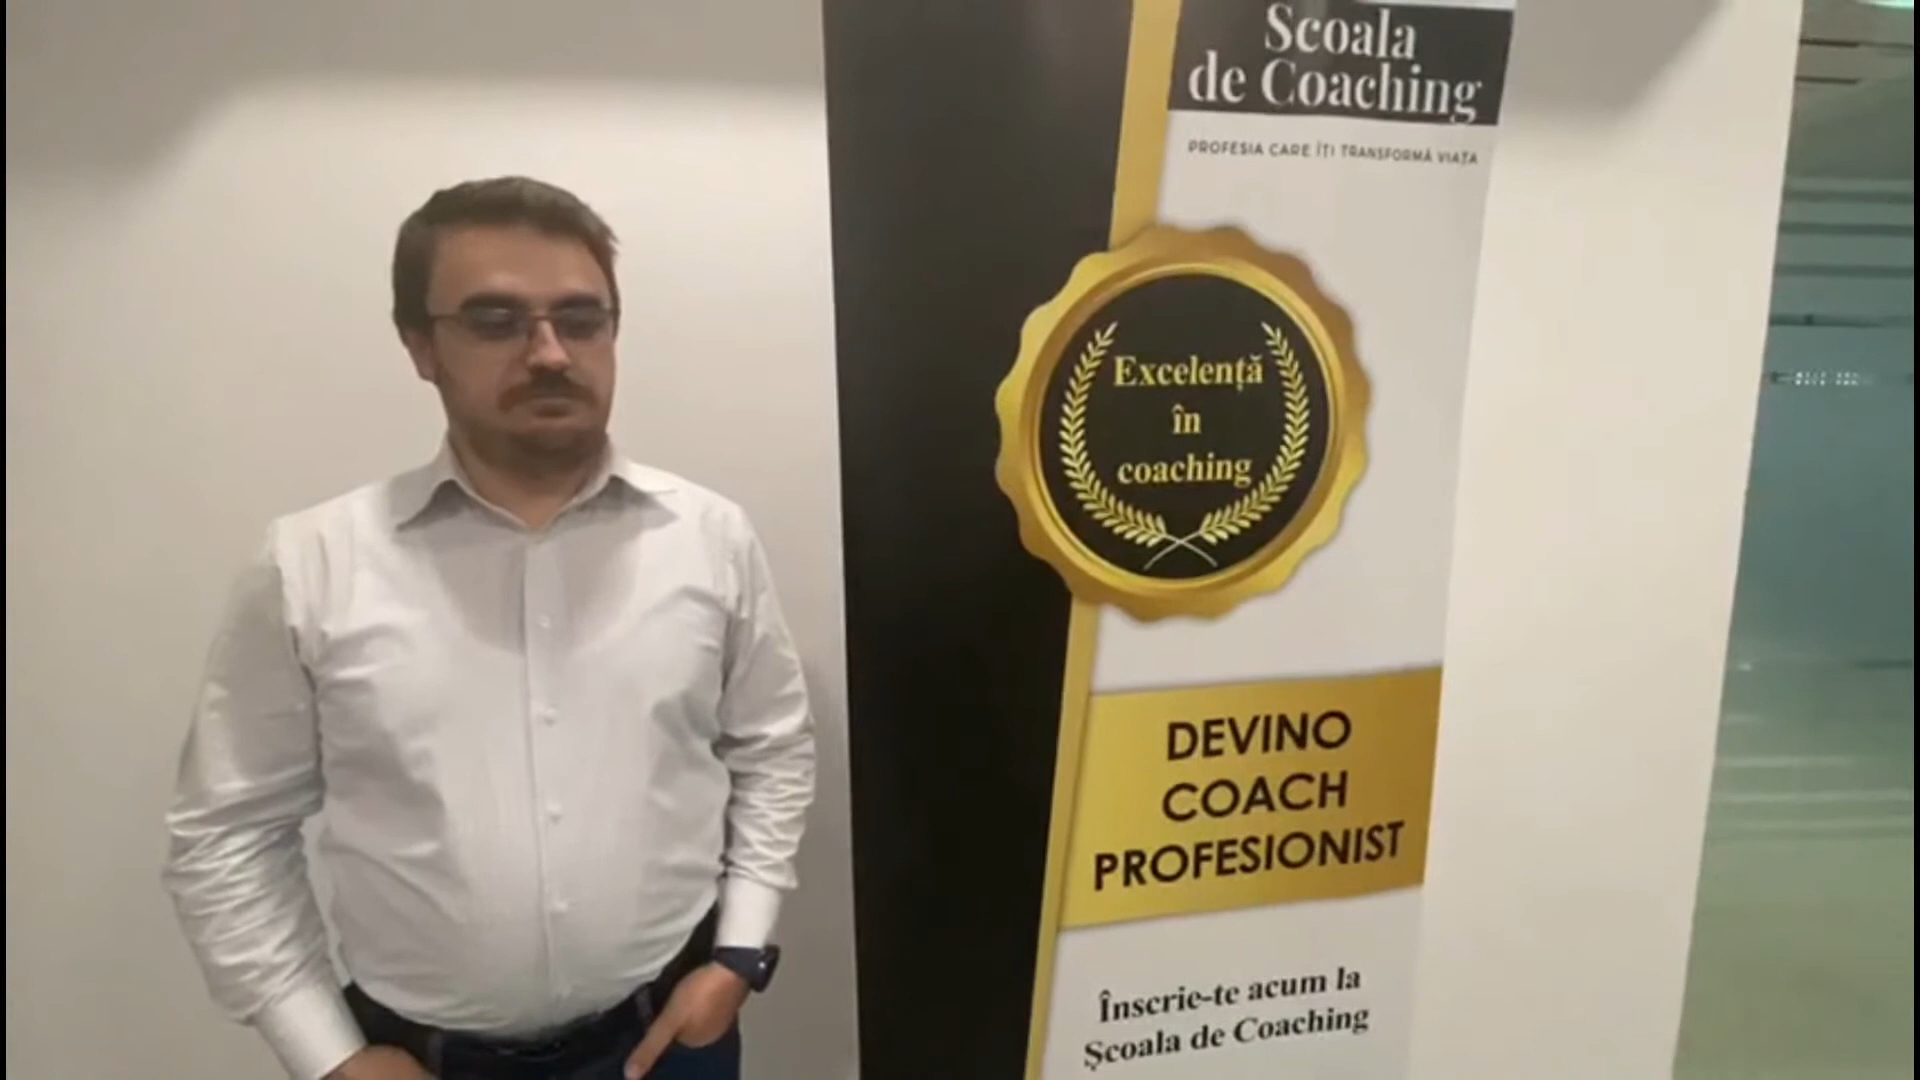 Scoala
de Coaching
PROFESIA CARE ÎȚI TRANSFORMĂ VIAȚA
Excelență
în
coaching
DEVINO
COACH
PROFESIONIST
Înscrie-te acum la
Școala de Coaching